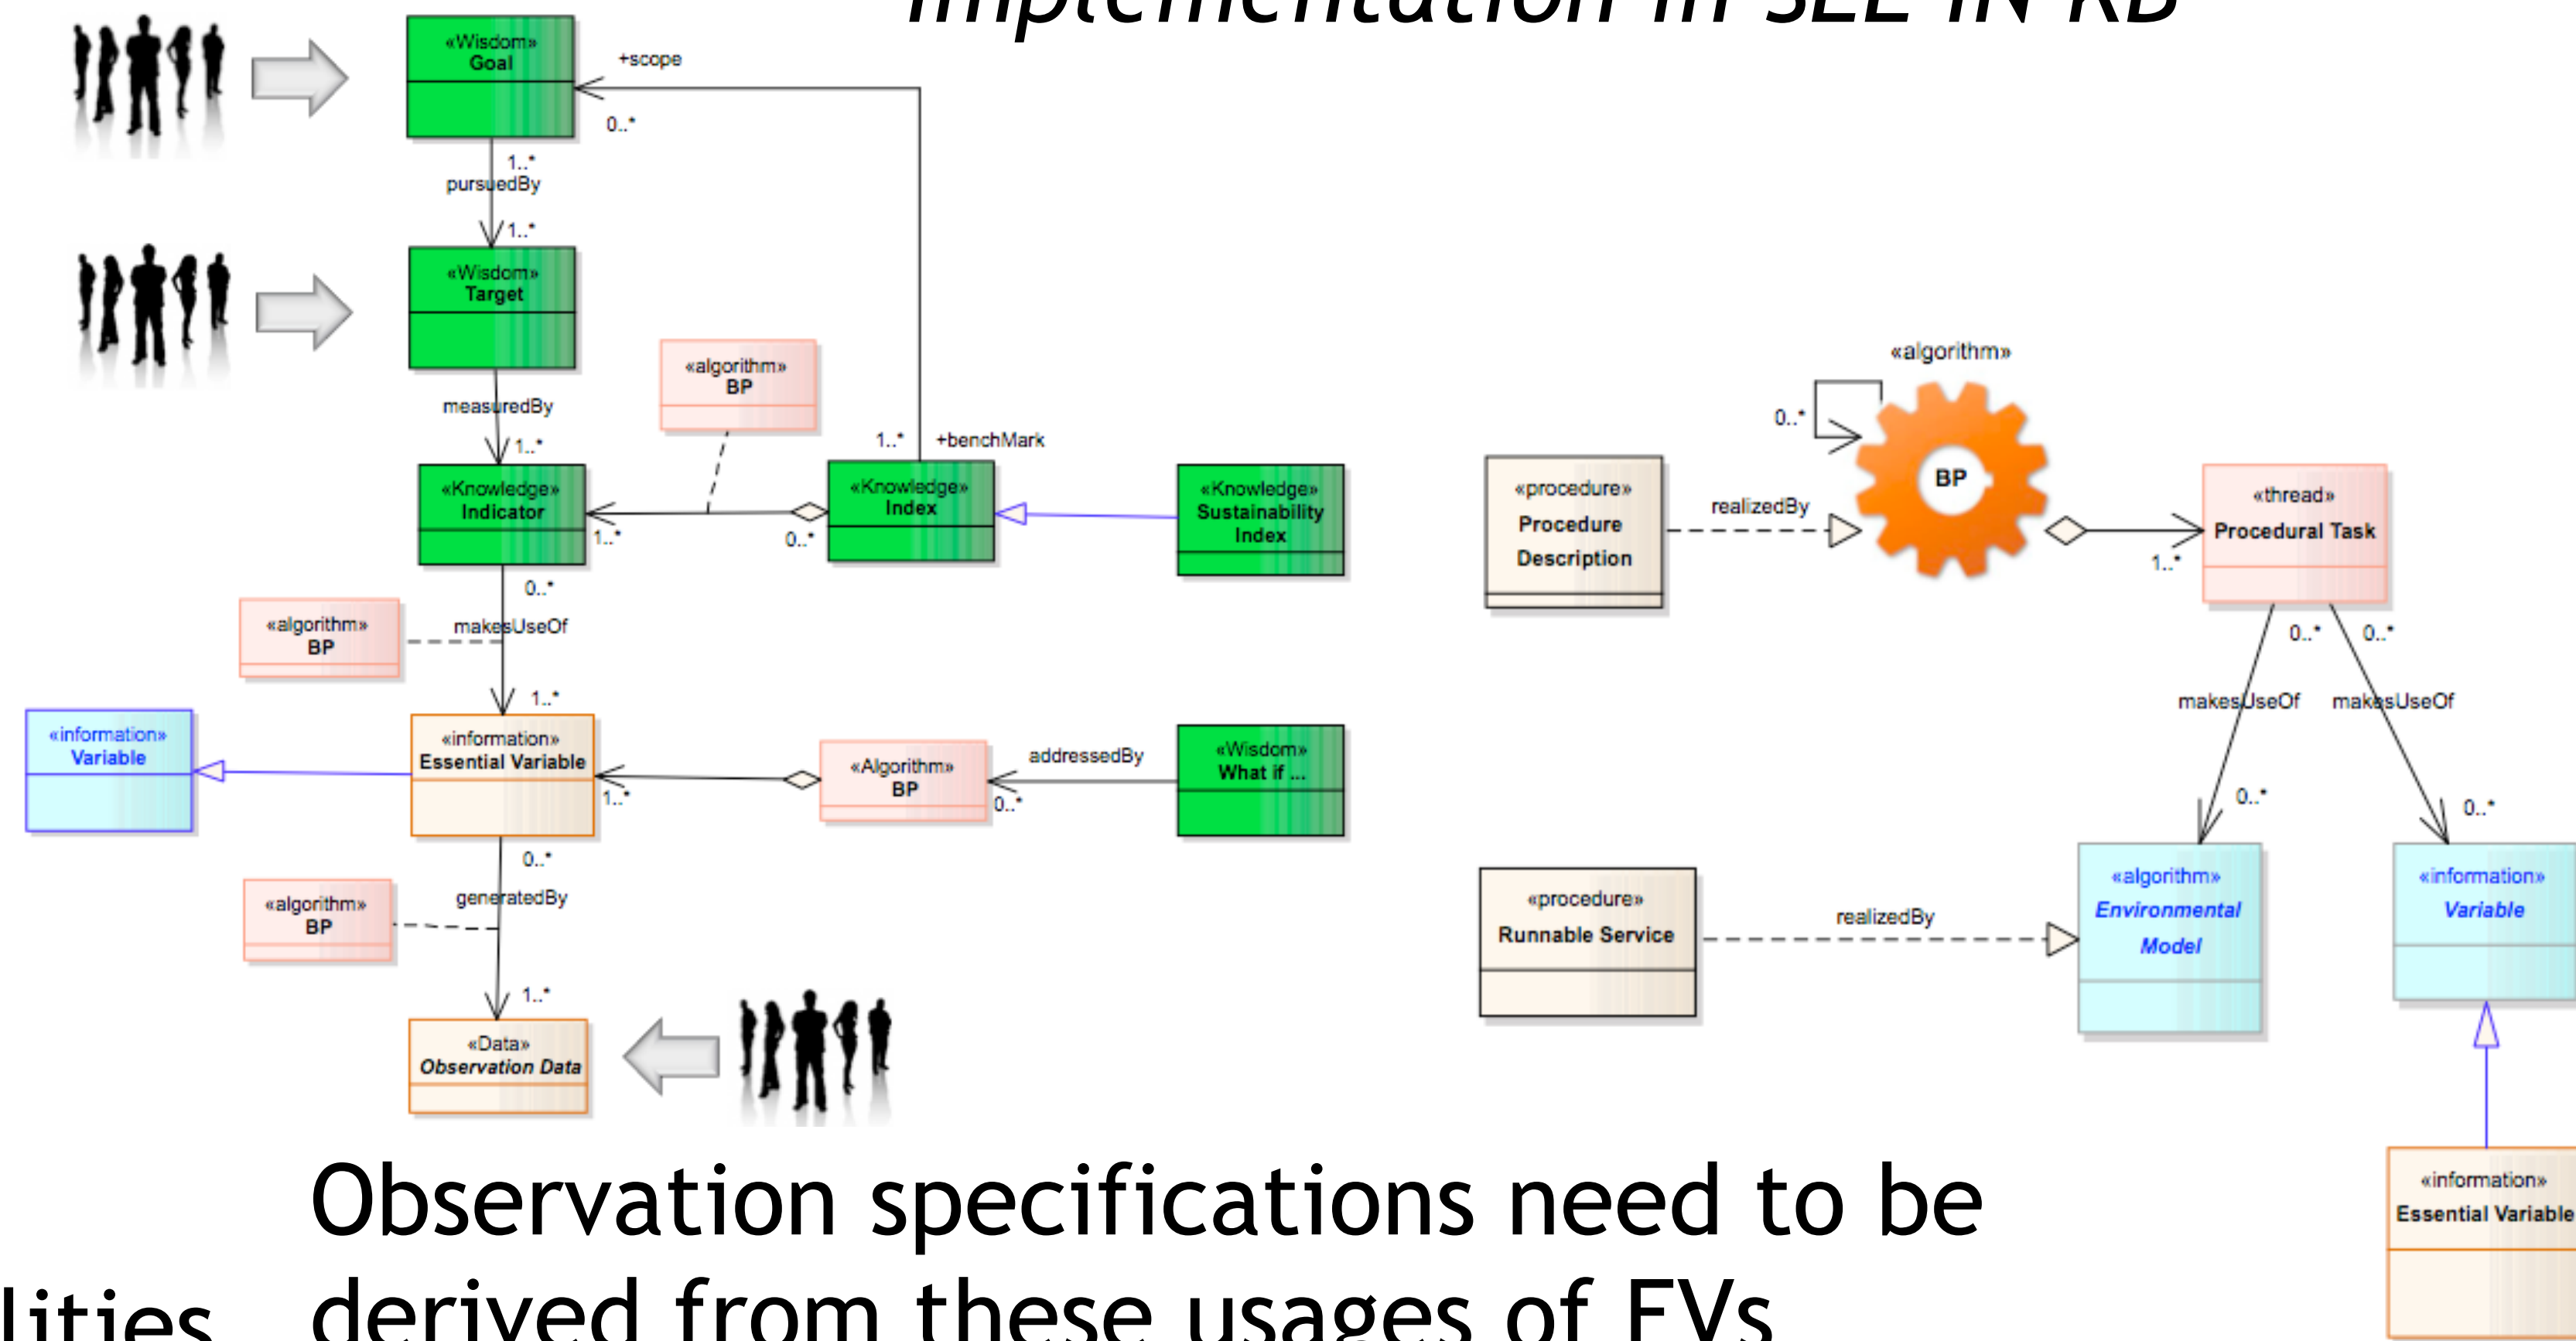 Implementation in SEE-IN KB
«Wisdom»
Goal
+scope
0..*
1..*
pursuedBy
1..*
«Wisdom»
Target
measuredBy
1..*
«algorithm»
BP
1..*
+benchMark
«Knowledge»
Indicator
1..*
0..*
«Knowledge»
Index
«Knowledge»
Sustainability
Index
0..*
«algorithm»
BP
makesUseOf
1..*
«information»
Variable
«information»
Essential Variable
1..*
«Algorithm»
BP
addressedBy
0..*
«Wisdom»
What if ...
0..*
«algorithm»
BP
generatedBy
1..*
«Data»
Observation Data
«algorithm»
0..*
BP
«procedure»
Procedure
Description
realizedBy
1..*
«thread»
Procedural Task
0..*
0..*
makesUseOf
makesUseOf
0..*
0..*
«procedure»
Runnable Service
realizedBy
«algorithm»
Environmental
Model
«information»
Variable
«information»
Essential Variable
Observation specifications need to be
lities
derived from these usages of EVs